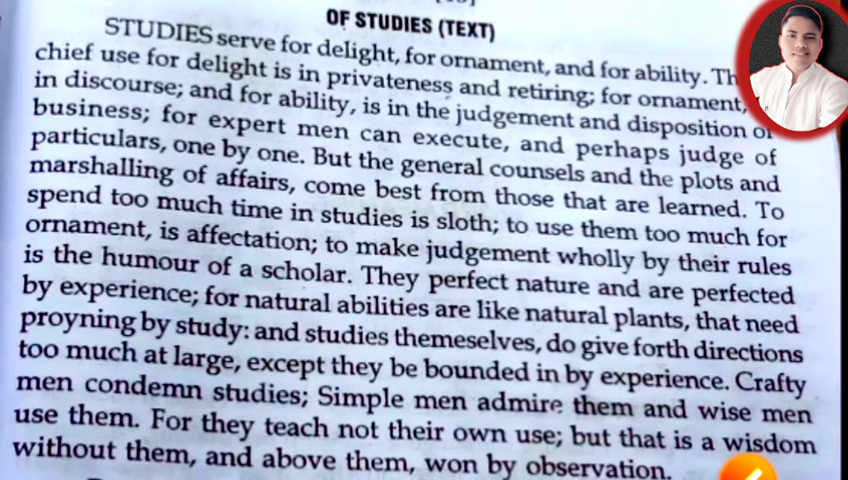 OF STUDIES (TEXT)
STUDIES serve for delight, for ornament, and for ability.
chief use for delight is in privateness and retiring; for ornament,
in discourse; and for ability, is in the judgement and disposition
business; for expert men can execute, and perhaps judge of
particulars, one by one. But the general counsels and the plots and
marshalling of affairs, come best from those that are learned. To
spend too much time in studies is sloth; to use them too much for
ornament, is affectation; to make judgement wholly by their rules
is the humour of a scholar. They perfect nature and are perfected
by experience; for natural abilities are like natural plants, that need
proyning by study: and studies themeselves, do give forth directions
too much at large, except they be bounded in by experience. Crafty
men condemn studies; Simple men admire them and wise men
use them. For they teach not their own use; but that is a wisdom
without them, and above them, won by observation.